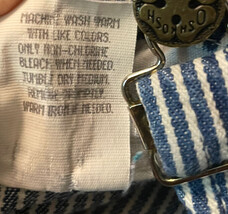 MACHINE WASH WARM
WITH LIKE COLORS.
ONLY NON-CHLORINE
BLEACH WHEN NEEDED.
TUMBLE DRY MEDIUM.
REMOVE PROMPTLY.
WARM IRON IF NEEDED.
OSHKOSH